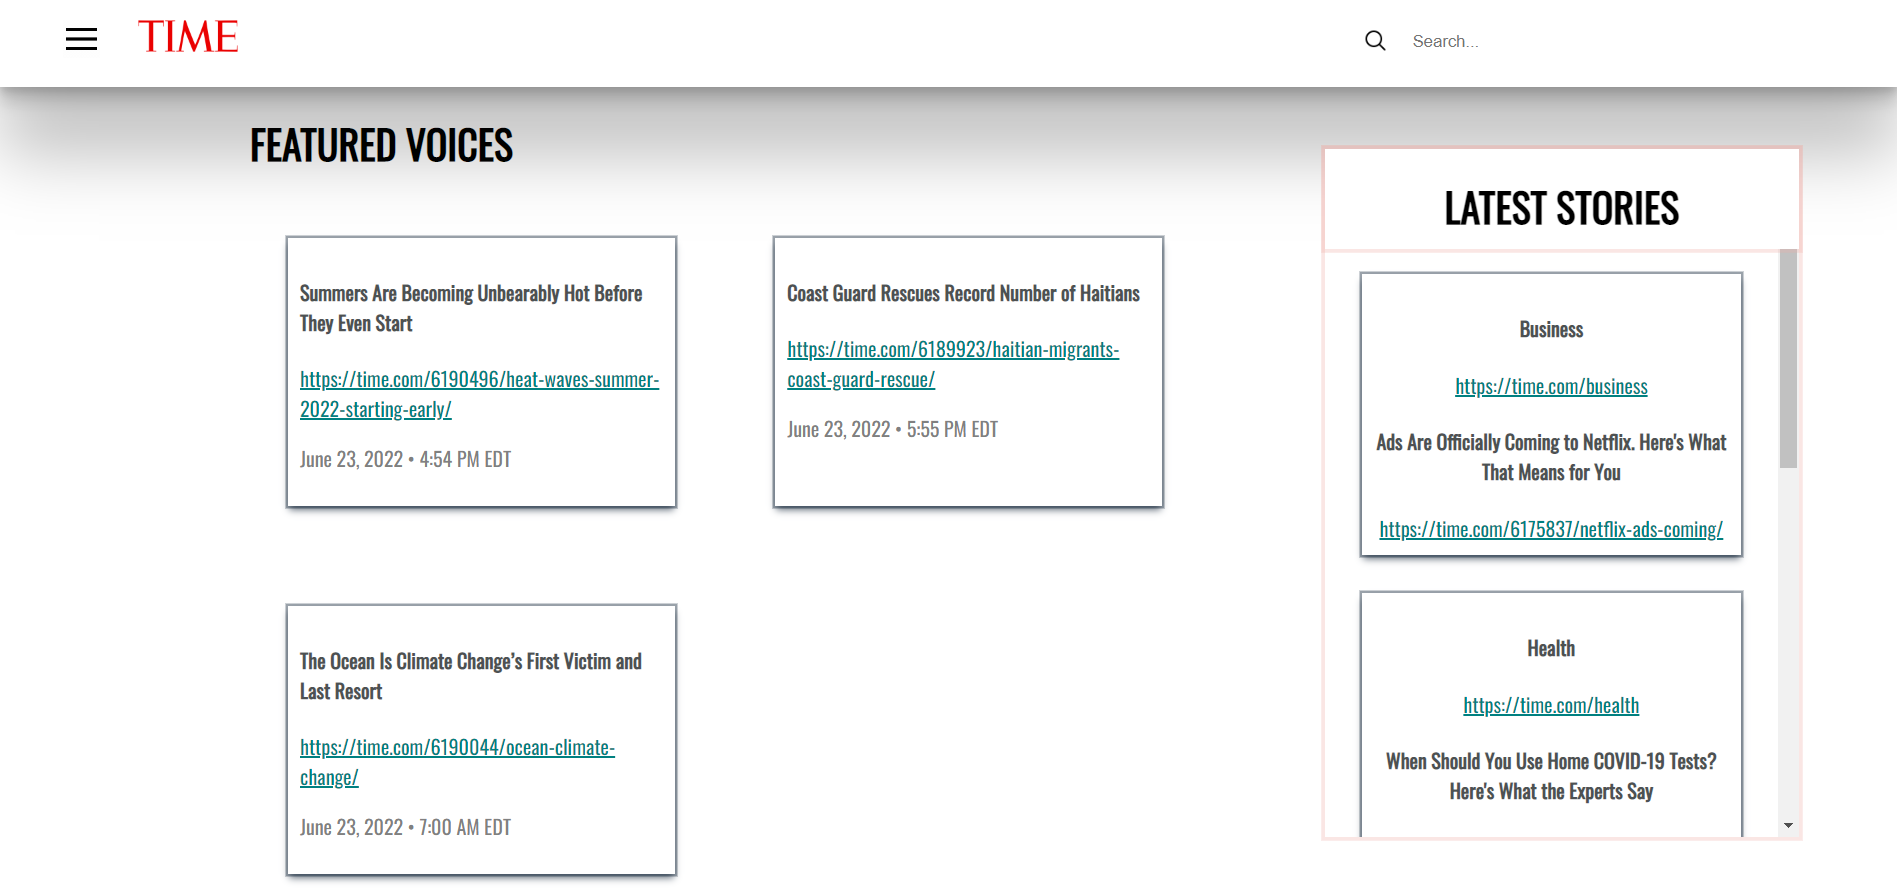 TIME
Search...
FEATURED VOICES
Summers Are Becoming Unbearably Hot Before
They Even Start
https://time.com/6190496/heat-waves-summer-
2022-starting-early/
June 23, 2022 • 4:54 PM EDT
Coast Guard Rescues Record Number of Haitians
https://time.com/6189923/haitian-migrants-
coast-guard-rescue/
June 23, 2022 • 5:55 PM EDT
The Ocean Is Climate Change’s First Victim and
Last Resort
https://time.com/6190044/ocean-climate-
change/
June 23, 2022 • 7:00 AM EDT
LATEST STORIES
Business
https://time.com/business
Ads Are Officially Coming to Netflix. Here's What
That Means for You
https://time.com/6175837/netflix-ads-coming/
Health
https://time.com/health
When Should You Use Home COVID-19 Tests?
Here's What the Experts Say